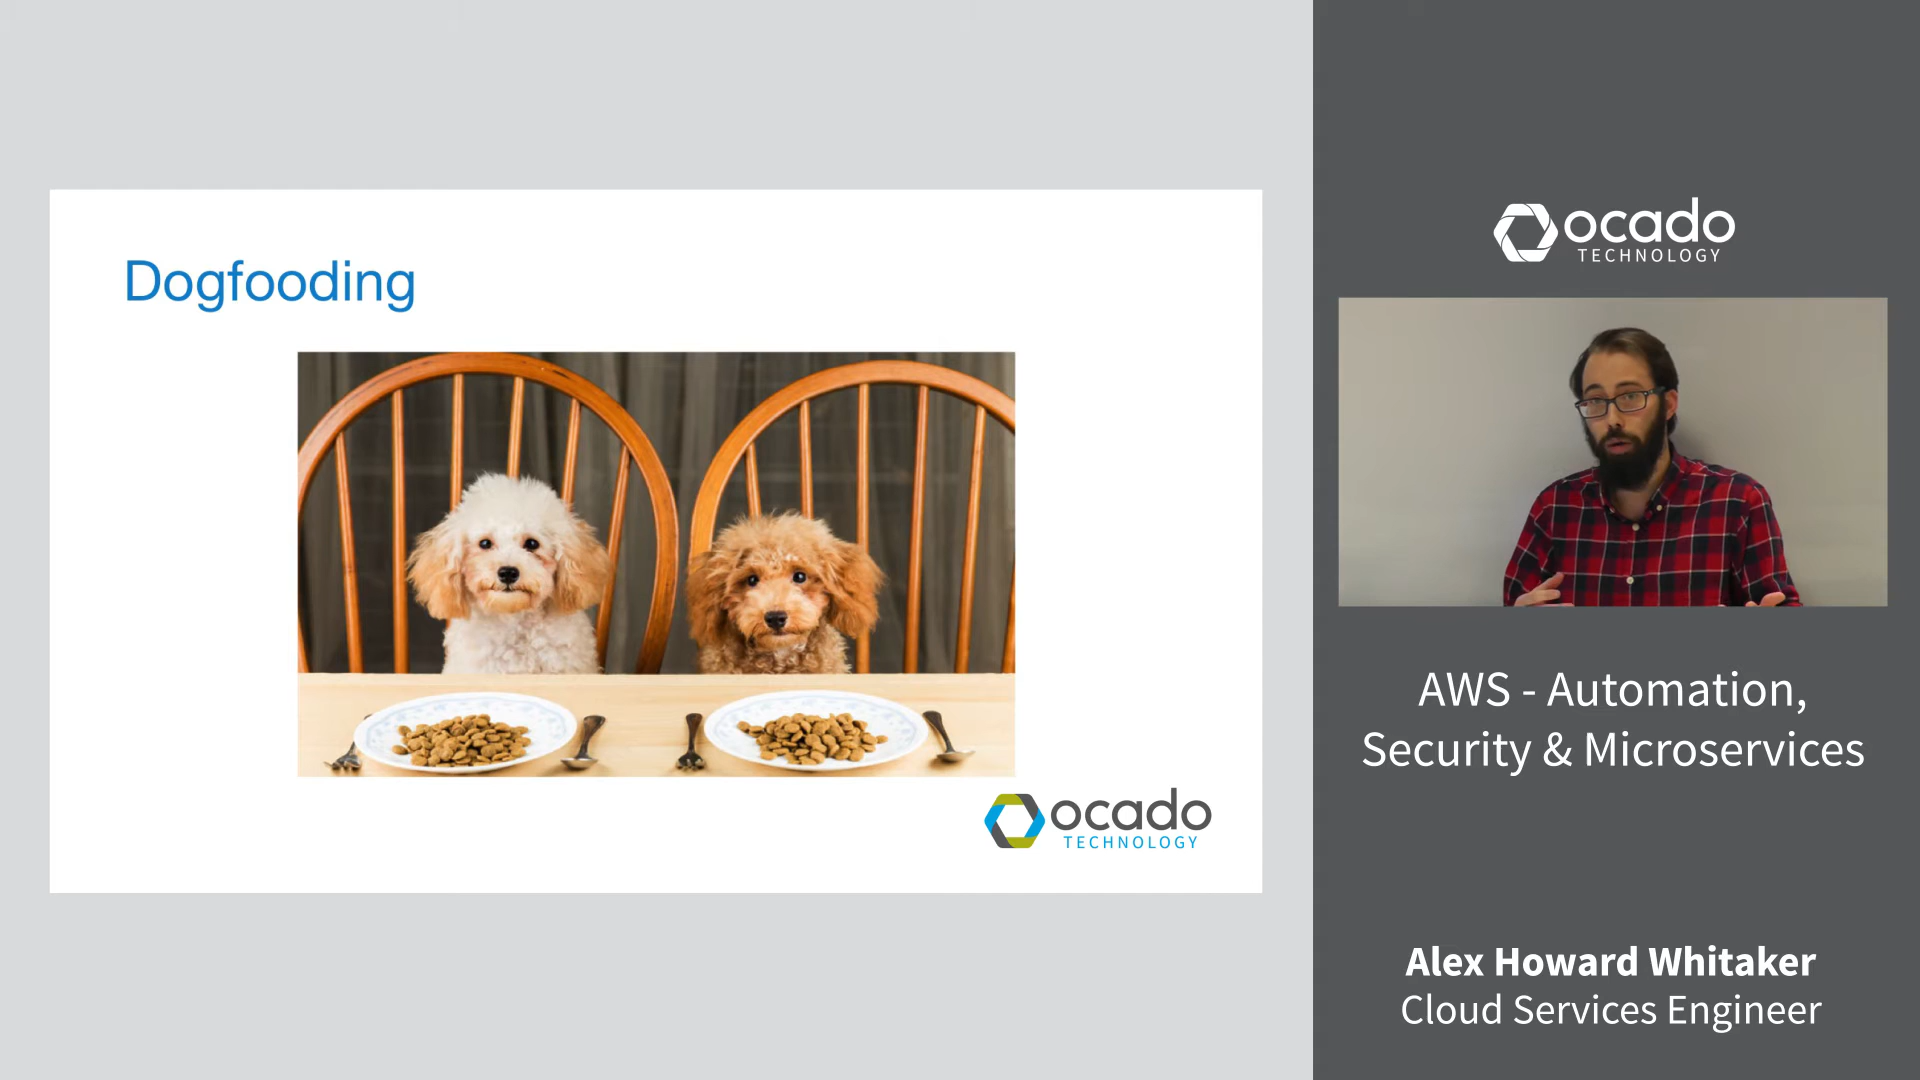 Dogfooding
ocado
TECHNOLOGY
ocado
TECHNOLOGY
AWS - Automation,
Security & Microservices
Alex Howard Whitaker
Cloud Services Engineer